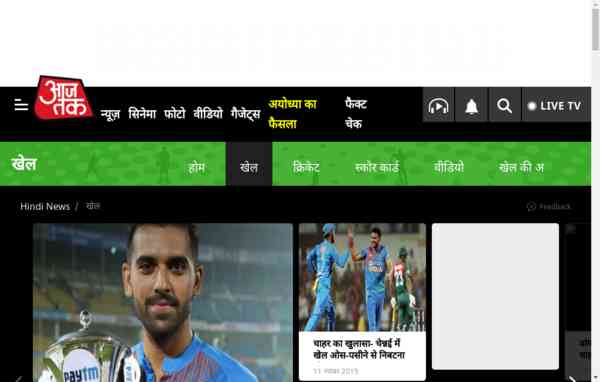 आज तक
न्यूज़ सिनेमा फोटो वीडियो गैजेट्स अयोध्या का फैसला फैक्ट चेक
LIVE TV
खेल
होम खेल क्रिकेट स्कोर कार्ड वीडियो खेल की अ
Hindi News / खेल
Feedback
चाहर का खुलासा- चेन्नई में
खेल ओस-पसीने से निबटना
11 नवंबर 2019
paytm